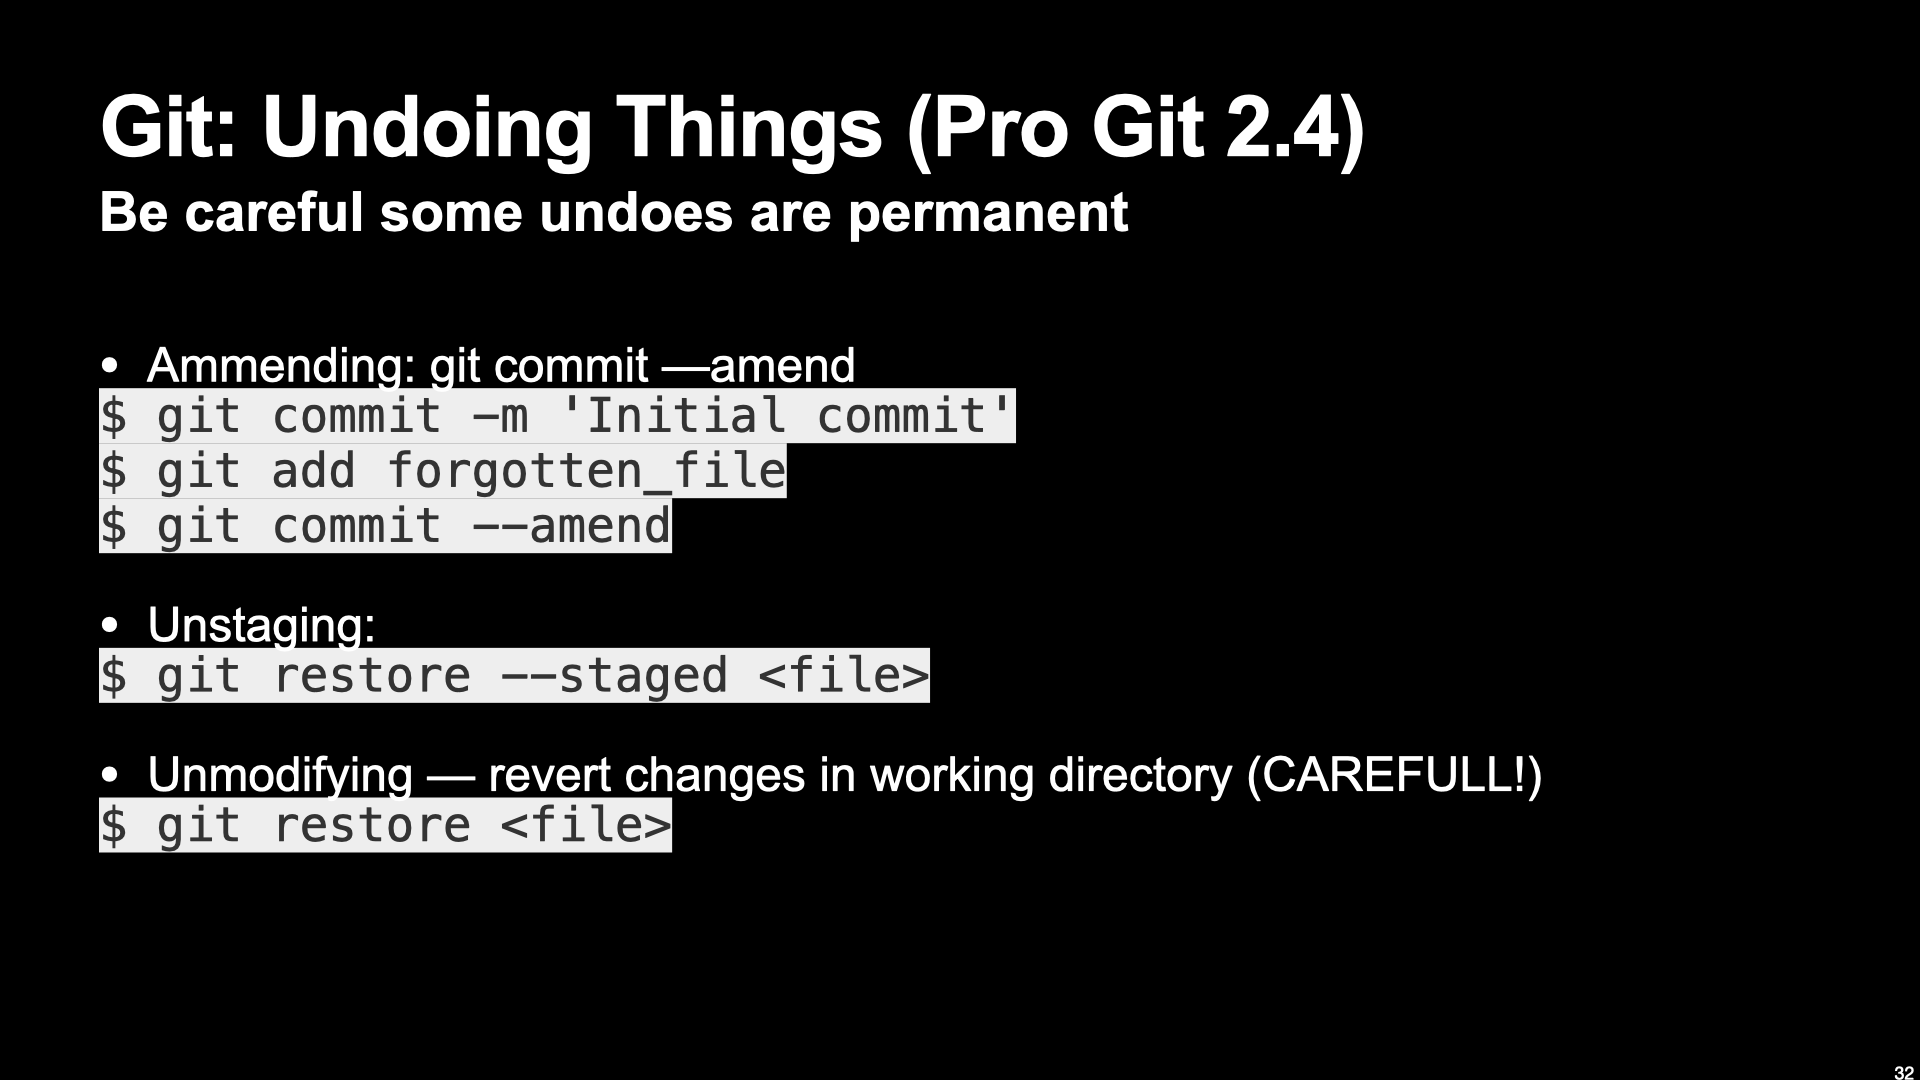 Git: Undoing Things (Pro Git 2.4)
Be careful some undoes are permanent
• Ammending: git commit —amend
$ git commit -m 'Initial commit'
$ git add forgotten_file
$ git commit --amend
• Unstaging:
$ git restore --staged <file>
• Unmodifying — revert changes in working directory (CAREFULL!)
$ git restore <file>
32